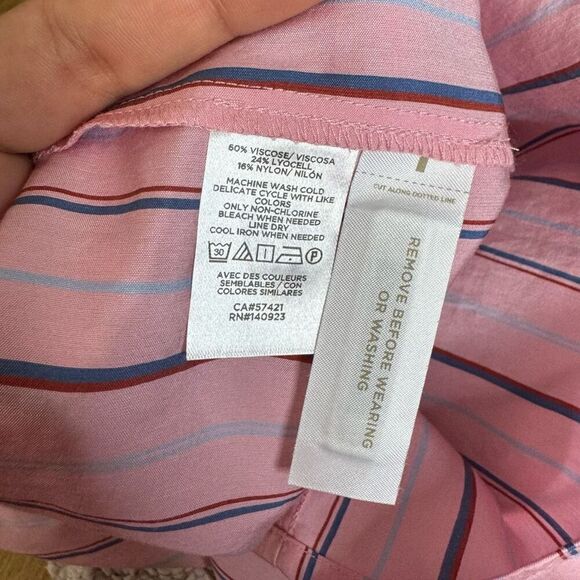 60% VISCOSE/ VISCOSA
24% LYOCELL
16% NYLON/ NILÓN
MACHINE WASH COLD
DELICATE CYCLE WITH LIKE
COLORS
ONLY NON-CHLORINE
BLEACH WHEN NEEDED
LINE DRY
COOL IRON WHEN NEEDED
30 P
AVEC DES COULEURS
SEMBLABLES / CON
COLORES SIMILARES
CA#57421
RN#140923
CUT ALONG DOTTED LINE
REMOVE BEFORE WEARING
OR WASHING